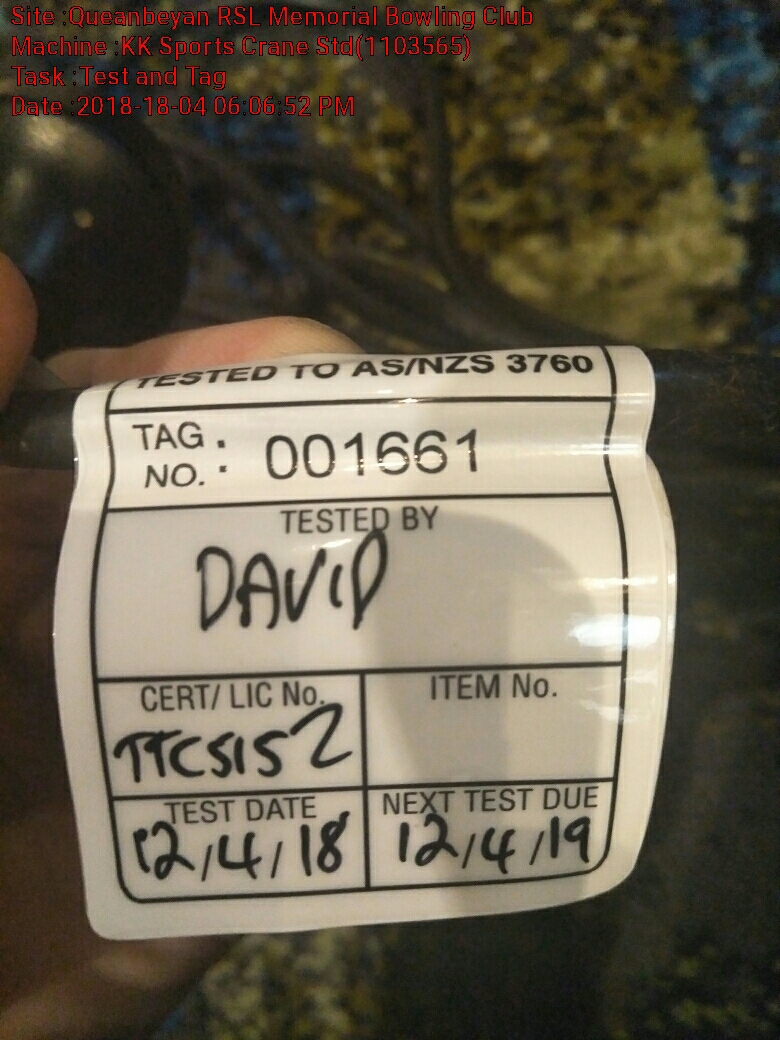 Site :Queanbeyan RSL Memorial Bowling Club
Machine :KK Sports Crane Std(1103565)
Task :Test and Tag
Date :2018-18-04 06:06:52 PM
TESTED TO AS/NZS 3760
TAG NO. : 001661
TESTED BY
DAVID
CERT/ LIC No.
TTC5152
ITEM No.
TEST DATE
12/4/18
NEXT TEST DUE
12/4/19